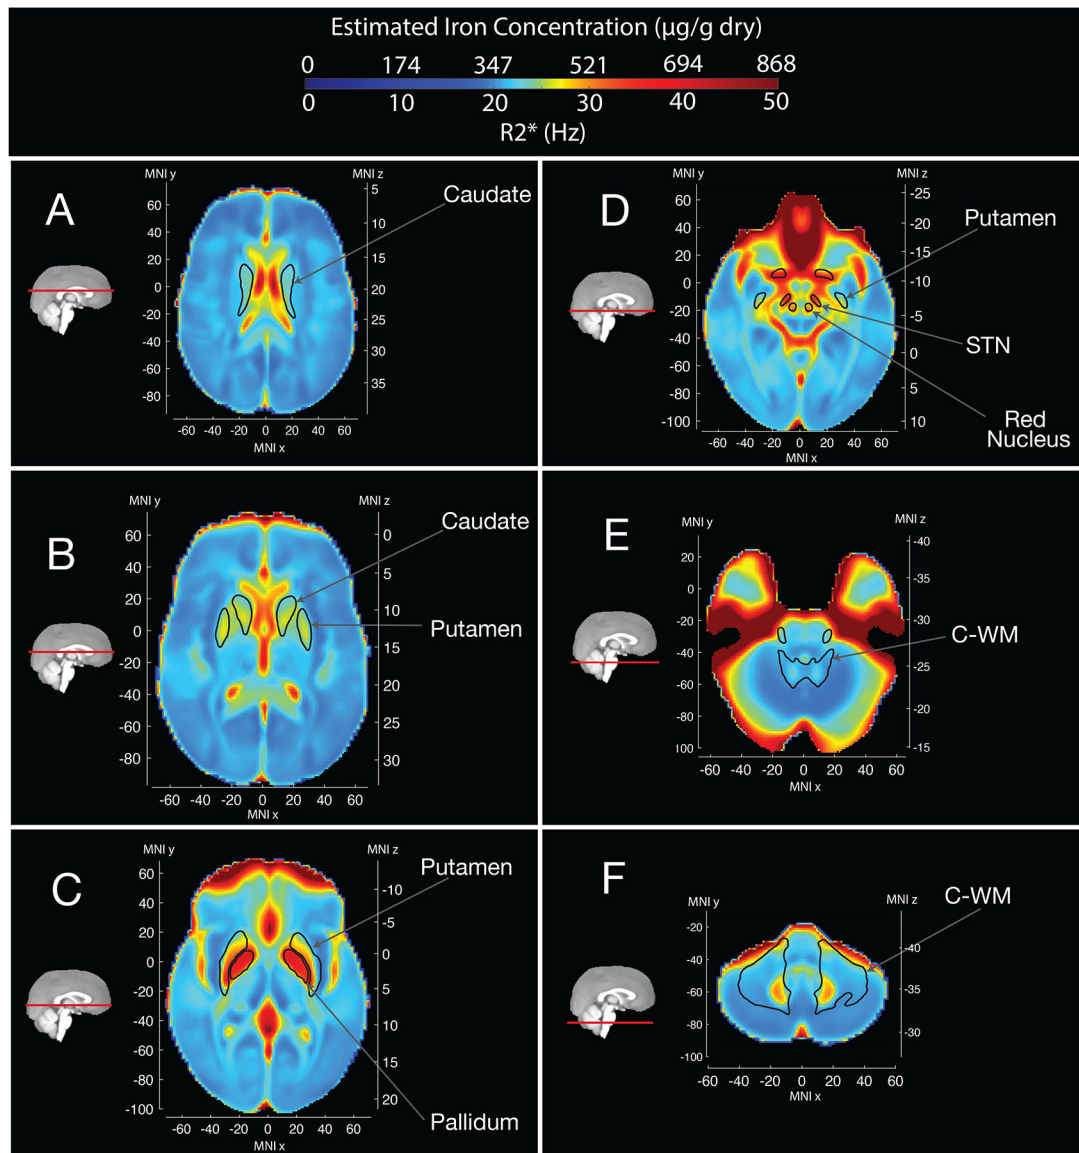 Estimated Iron Concentration (µg/g dry)
0 174 347 521 694 868
0 10 20 30 40 50
R2* (Hz)
A
MNI y
MNI z
60
40
20
0
-20
-40
-60
-80
5
10
15
20
25
30
35
-60 -40 -20 0 20 40 60
MNI x
Caudate
B
MNI y
MNI z
60
40
20
0
-20
-40
-60
-80
0
5
10
15
20
25
30
-60 -40 -20 0 20 40 60
MNI x
Caudate
Putamen
C
MNI y
MNI z
60
40
20
0
-20
-40
-60
-80
-100
-10
-5
0
5
10
15
20
-60 -40 -20 0 20 40 60
MNI x
Putamen
Pallidum
D
MNI y
MNI z
60
40
20
0
-20
-40
-60
-80
-100
-25
-20
-15
-10
-5
0
5
10
-60 -40 -20 0 20 40 60
MNI x
Putamen
STN
Red
Nucleus
E
MNI y
MNI z
20
0
-20
-40
-60
-80
100
-40
-35
-30
-25
-20
-15
-60 -40 -20 0 20 40 60
MNI x
C-WM
F
MNI y
MNI z
-20
-40
-60
-80
-100
-40
-35
-30
-60 -40 -20 0 20 40 60
MNI x
C-WM